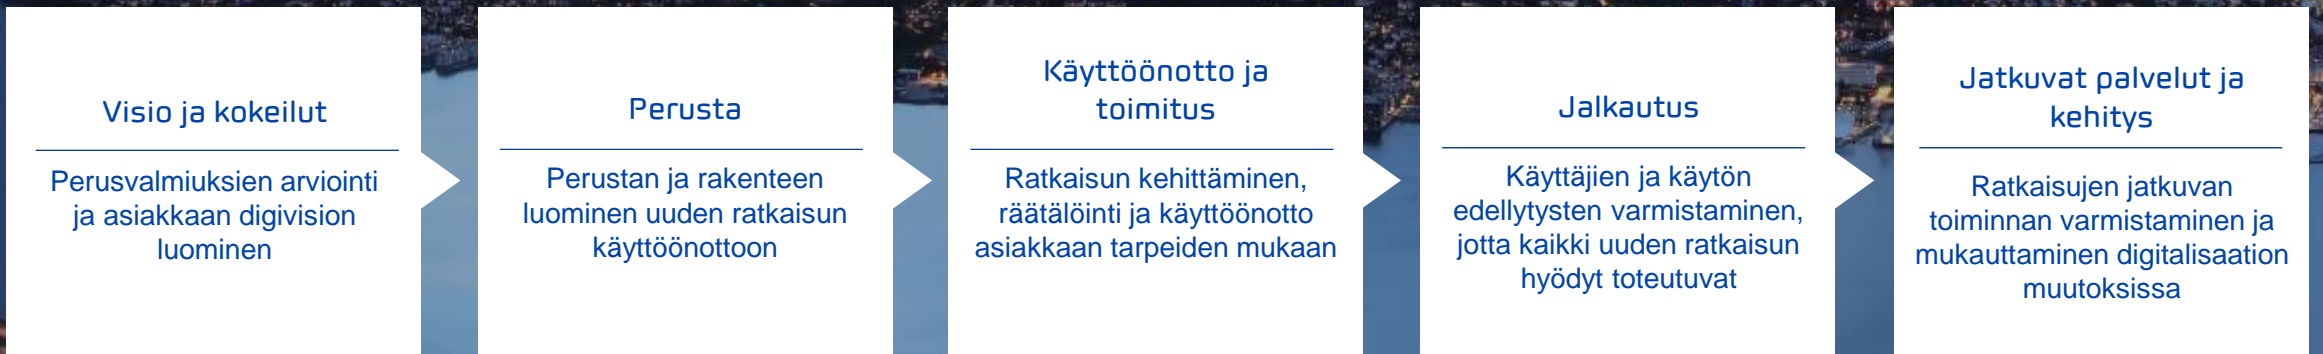 Visio ja kokeilut
Perusvalmiuksien arviointi
ja asiakkaan digivision
luominen
Perusta
Perustan ja rakenteen
luominen uuden ratkaisun
käyttöönottoon
Käyttöönotto ja
toimitus
Ratkaisun kehittäminen,
räätälöinti ja käyttöönotto
asiakkaan tarpeiden mukaan
Jalkautus
Käyttäjien ja käytön
edellytysten varmistaminen,
jotta kaikki uuden ratkaisun
hyödyt toteutuvat
Jatkuvat palvelut ja
kehitys
Ratkaisujen jatkuvan
toiminnan varmistaminen ja
mukauttaminen digitalisaation
muutoksissa